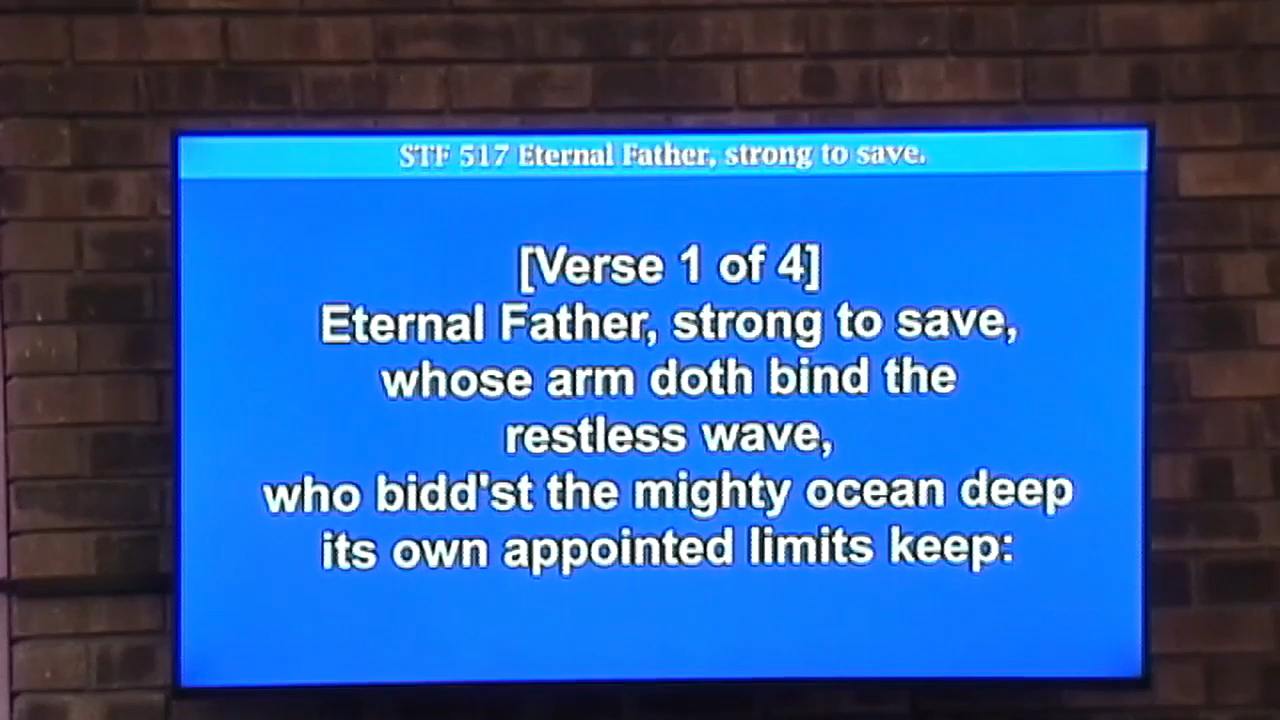 STF 517 Eternal Father, strong to save.
[Verse 1 of 4]
Eternal Father, strong to save,
whose arm doth bind the
restless wave,
who bidd'st the mighty ocean deep
its own appointed limits keep: